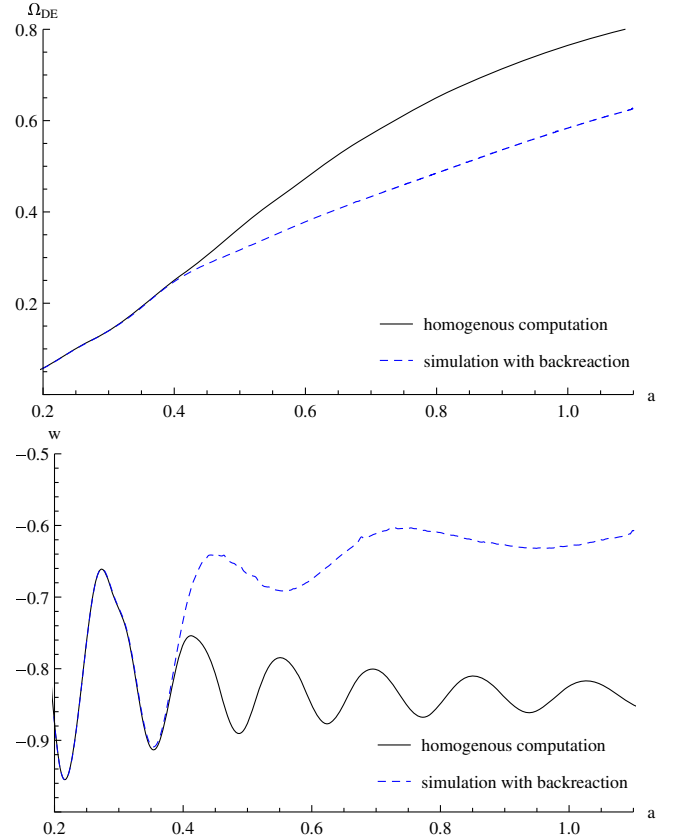 Ω_DE
0.8
0.6
0.4
0.2
homogenous computation
simulation with backreaction
0.2 0.4 0.6 0.8 1.0 a
w
−0.5
−0.6
−0.7
−0.8
−0.9
homogenous computation
simulation with backreaction
0.2 0.4 0.6 0.8 1.0 a